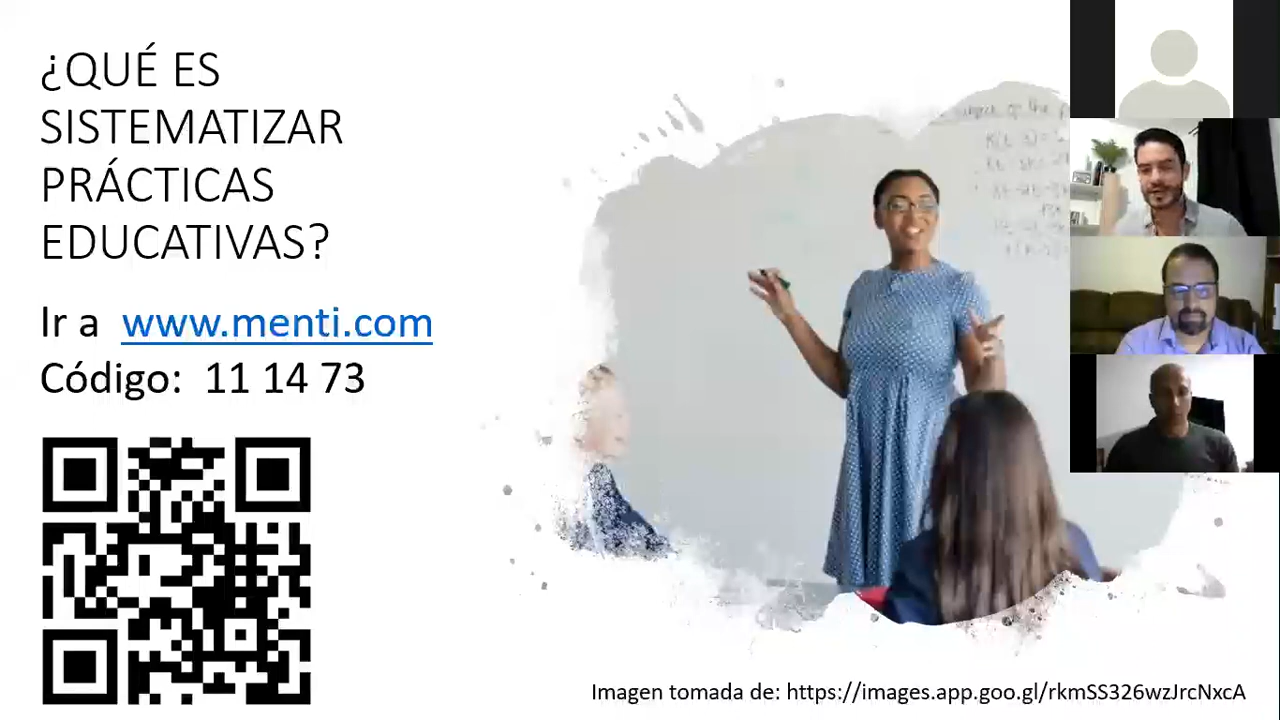 ¿QUÉ ES
SISTEMATIZAR
PRÁCTICAS
EDUCATIVAS?
Ir a www.menti.com
Código: 11 14 73
Imagen tomada de: https://images.app.goo.gl/rkmSS326wzJrcNxcA